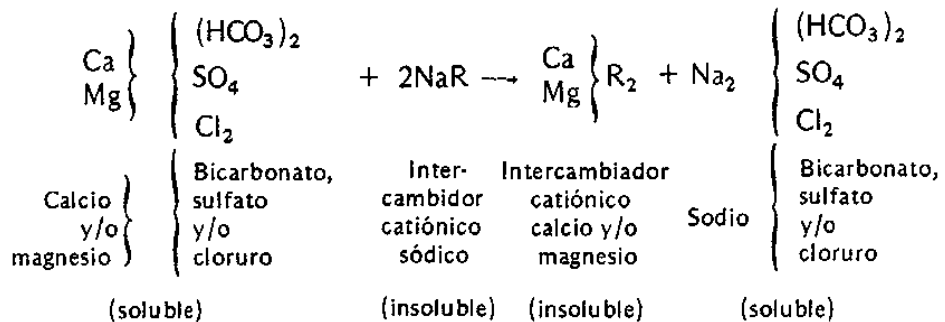 Ca
Mg
(HCO₃)₂
SO₄
Cl₂
+ 2NaR →
Ca
Mg
R₂
+ Na₂
(HCO₃)₂
SO₄
Cl₂
Calcio
y/o
magnesio
Bicarbonato,
sulfato
y/o
cloruro
Inter-
cambidor
catiónico
sódico
Intercambiador
catiónico
calcio y/o
magnesio
Sodio
Bicarbonato,
sulfato
y/o
cloruro
(soluble)
(insoluble)
(insoluble)
(soluble)